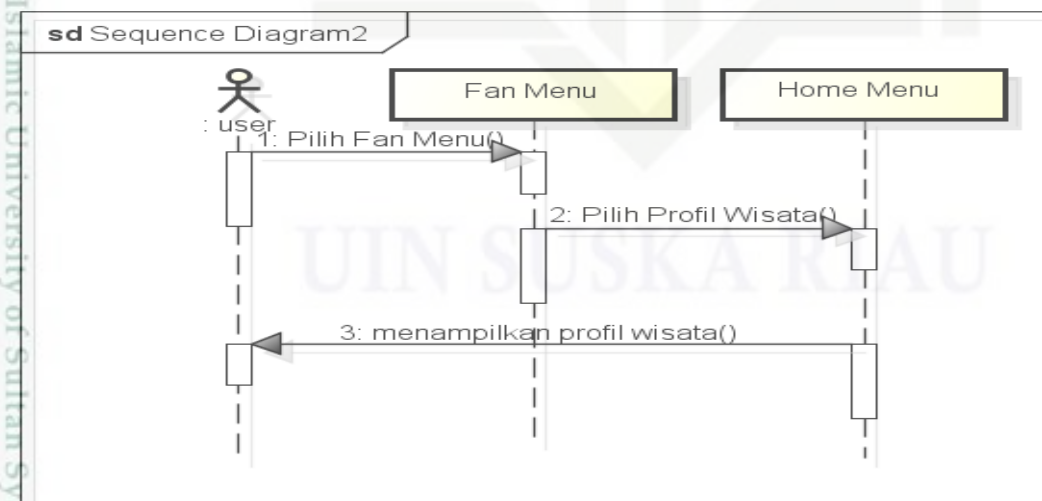 sd Sequence Diagram2
: user
Fan Menu
Home Menu
1: Pilih Fan Menu()
2: Pilih Profil Wisata()
3: menampilkan profil wisata()
UIN SUSKA RIAU
Islamic University of Sultan Sy